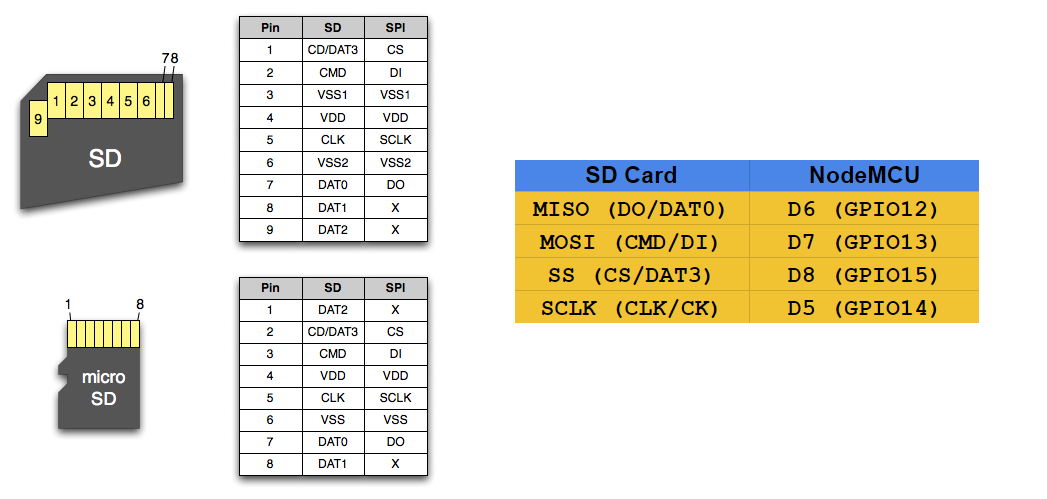 78
1 2 3 4 5 6
9
SD
Pin SD SPI
1 CD/DAT3 CS
2 CMD DI
3 VSS1 VSS1
4 VDD VDD
5 CLK SCLK
6 VSS2 VSS2
7 DAT0 DO
8 DAT1 X
9 DAT2 X
1 8
micro
SD
Pin SD SPI
1 DAT2 X
2 CD/DAT3 CS
3 CMD DI
4 VDD VDD
5 CLK SCLK
6 VSS VSS
7 DAT0 DO
8 DAT1 X
SD Card NodeMCU
MISO (DO/DAT0) D6 (GPIO12)
MOSI (CMD/DI) D7 (GPIO13)
SS (CS/DAT3) D8 (GPIO15)
SCLK (CLK/CK) D5 (GPIO14)